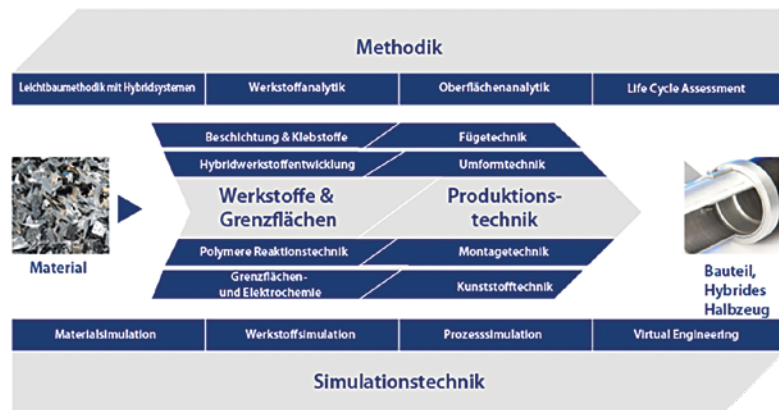 Methodik
Leichtbaumethodik mit Hybridsystemen
Werkstoffanalytik
Oberflächenanalytik
Life Cycle Assessment
Beschichtung & Klebstoffe
Fügetechnik
Hybridwerkstoffentwicklung
Umformtechnik
Werkstoffe &
Grenzflächen
Produktions-
technik
Material
Polymere Reaktionstechnik
Montagetechnik
Grenzflächen-
und Elektrochemie
Kunststofftechnik
Bauteil,
Hybrides
Halbzeug
Materialsimulation
Werkstoffsimulation
Prozesssimulation
Virtual Engineering
Simulationstechnik